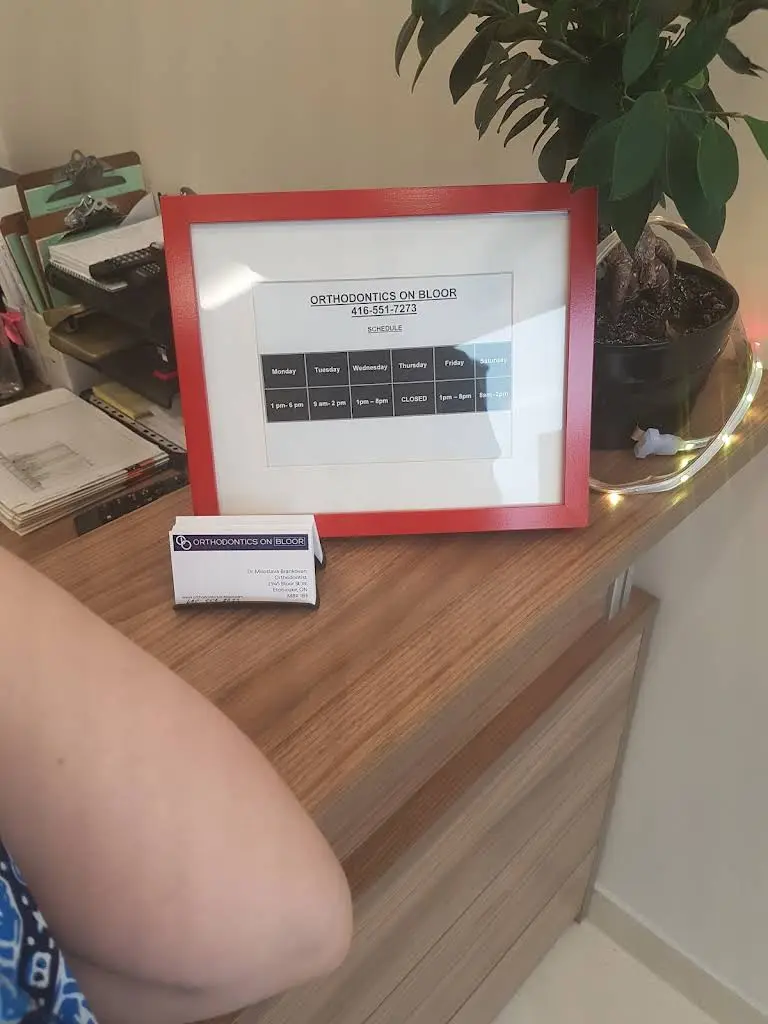 ORTHODONTICS ON BLOOR
416-551-7273
SCHEDULE
Monday Tuesday Wednesday Thursday Friday Saturday
1 pm- 6 pm 9 am- 2 pm 1pm – 8pm CLOSED 1pm – 8pm 8am -2pm
ORTHODONTICS ON BLOOR
Orthodontist